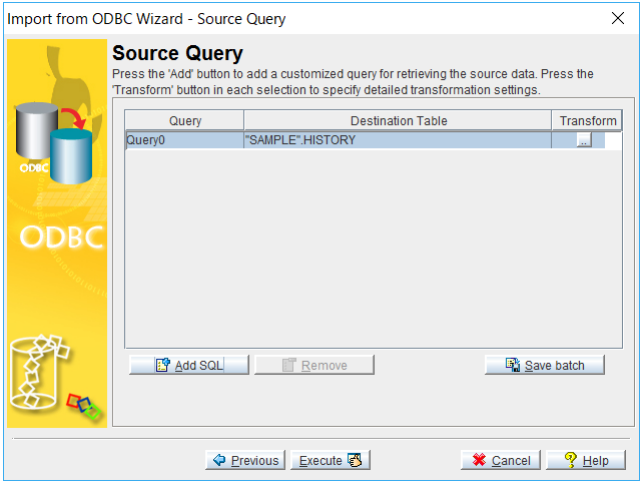 Import from ODBC Wizard - Source Query
Source Query
Press the 'Add' button to add a customized query for retrieving the source data. Press the
'Transform' button in each selection to specify detailed transformation settings.
Query Destination Table Transform
Query0 "SAMPLE".HISTORY ...
ODBC
ODBC
Add SQL Remove Save batch
Previous Execute Cancel Help